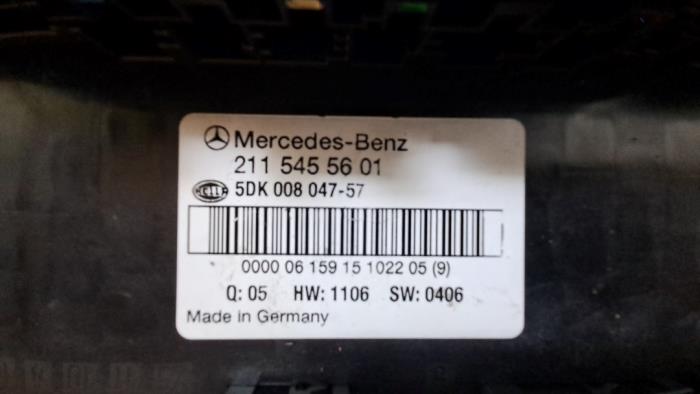 Mercedes-Benz
211 545 56 01
HELLA 5DK 008 047-57
0000 06 159 15 1022 05 (9)
Q: 05 HW: 1106 SW: 0406
Made in Germany